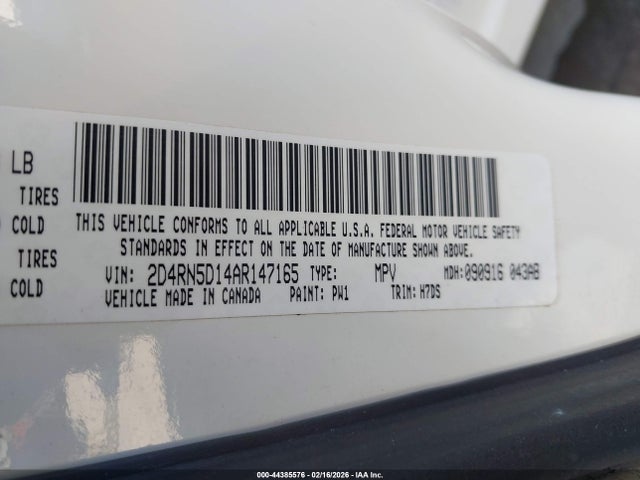 LB
TIRES
COLD
TIRES
COLD
THIS VEHICLE CONFORMS TO ALL APPLICABLE U.S.A. FEDERAL MOTOR VEHICLE SAFETY
STANDARDS IN EFFECT ON THE DATE OF MANUFACTURE SHOWN ABOVE.
VIN: 2D4RN5D14AR147165 TYPE: MPV MDH: 090916 043AB
VEHICLE MADE IN CANADA PAINT: PW1 TRIM: H7DS
000-44385576 | 02/16/2026 | IAA Inc.